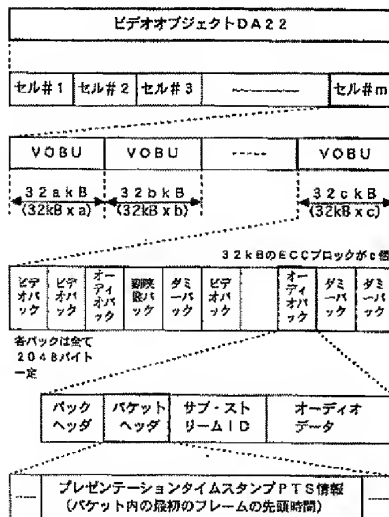 ビデオオブジェクトDA22
セル#1 セル#2 セル#3 セル#m
VOBU VOBU VOBU
32akB 32bkB 32ckB
(32kB x a) (32kB x b) (32kB x c)
32kBのECCブロックがc個
ビデオパック ビデオパック オーディオパック 副映像パック ダミーパック ビデオパック オーディオパック ダミーパック ダミーパック
各パックは全て
2048バイト
一定
パックヘッダ パケットヘッダ サブ・ストリームID オーディオデータ
プレゼンテーションタイムスタンプPTS情報
(パケット内の最初のフレームの先頭時間)